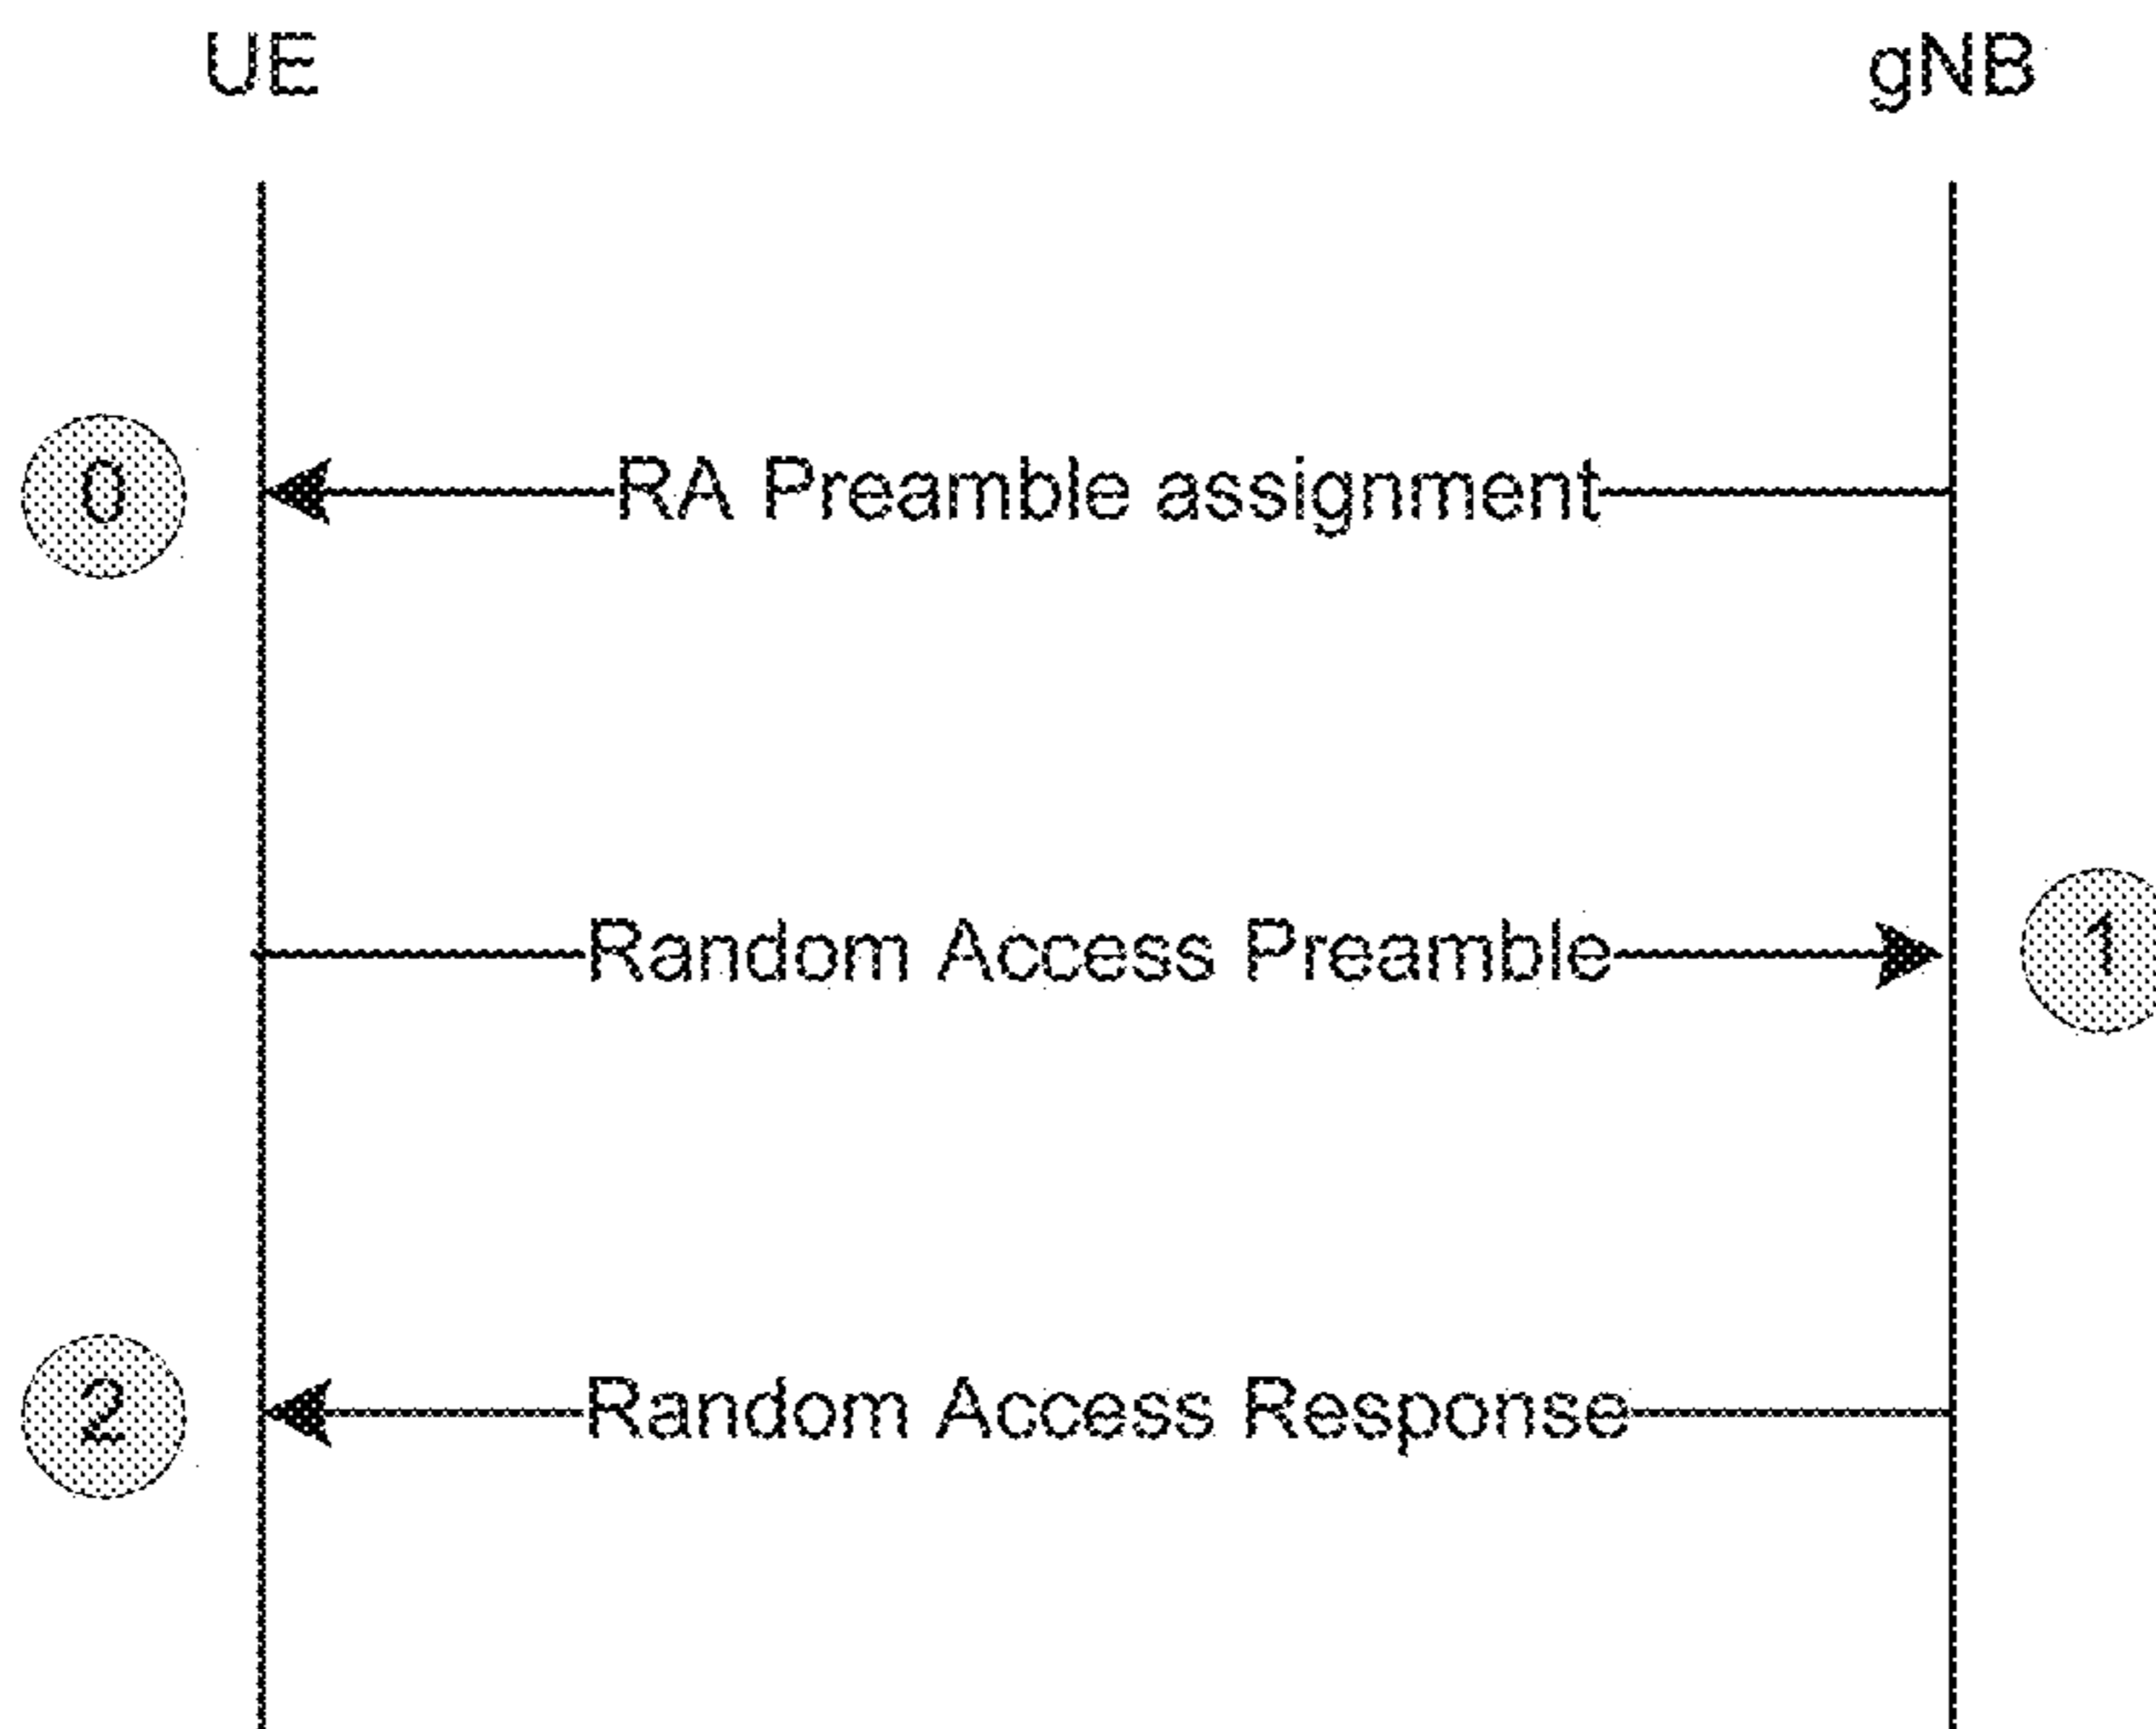 UE gNB
0 RA Preamble assignment
Random Access Preamble 1
2 Random Access Response